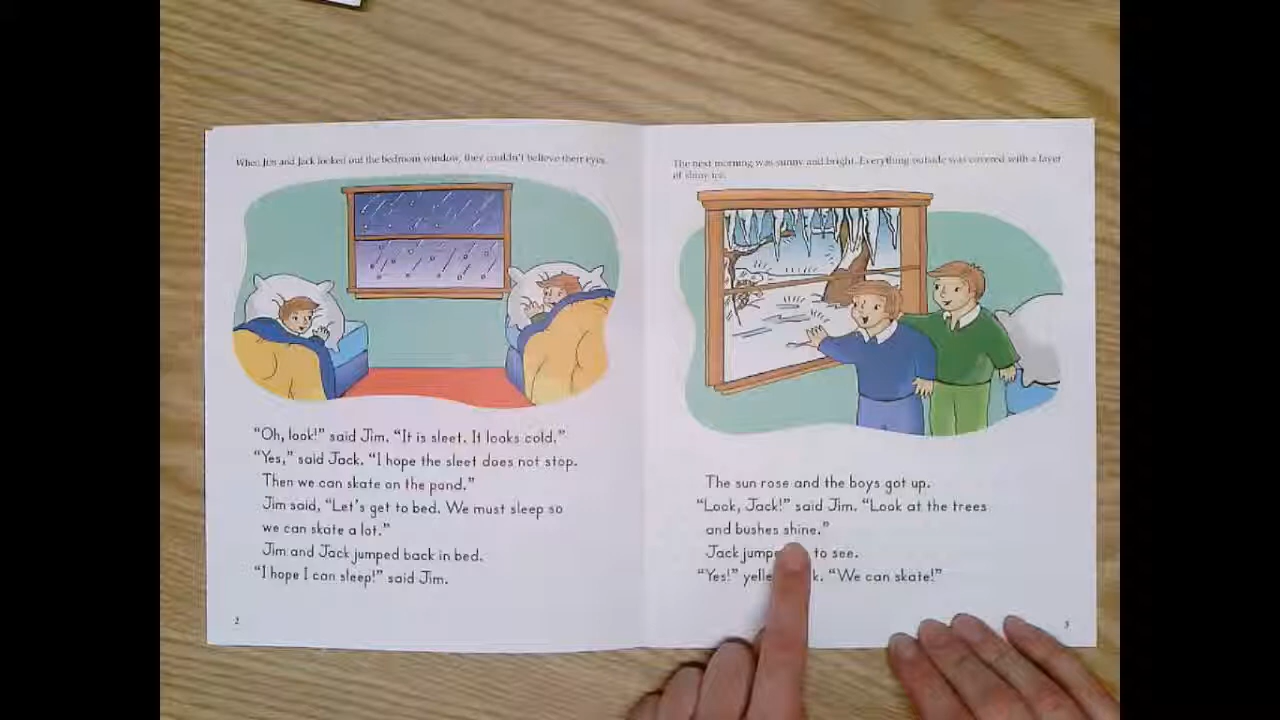 When Jim and Jack looked out the bedroom window, they couldn't believe their eyes.
“Oh, look!” said Jim. “It is sleet. It looks cold.”
“Yes,” said Jack. “I hope the sleet does not stop.
Then we can skate on the pond.”
Jim said, “Let's get to bed. We must sleep so
we can skate a lot.”
Jim and Jack jumped back in bed.
“I hope I can sleep!” said Jim.
2
The next morning was sunny and bright. Everything outside was covered with a layer
of shiny ice.
The sun rose and the boys got up.
“Look, Jack!” said Jim. “Look at the trees
and bushes shine.”
Jack to see.
“Yes!” “We can skate!”
3